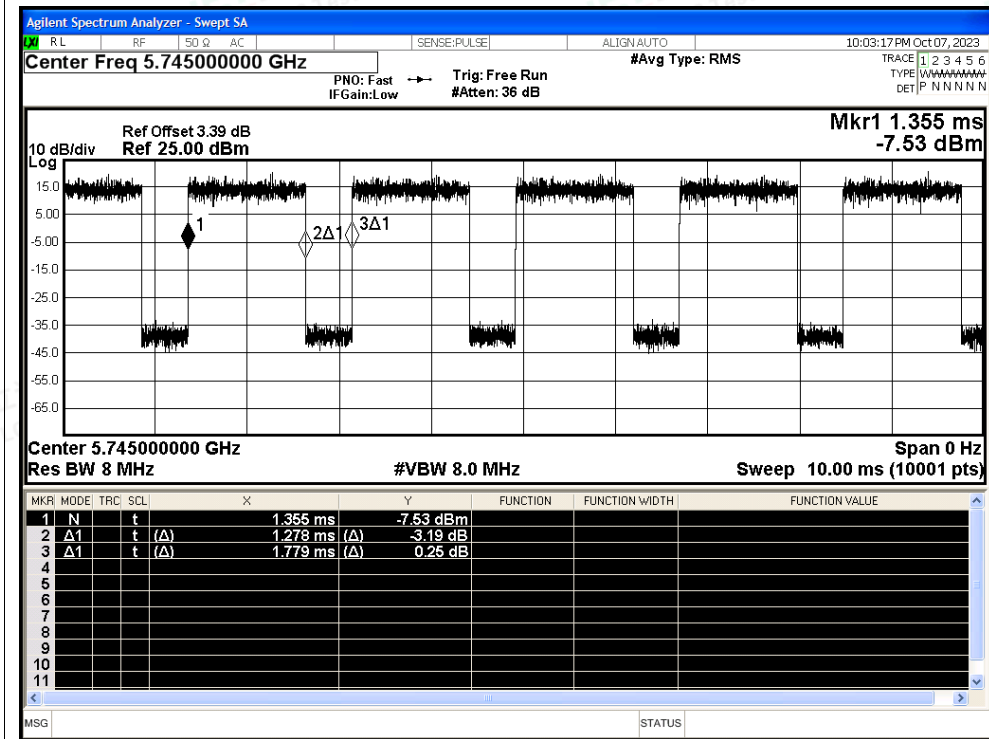 Agilent Spectrum Analyzer - Swept SA
LXI RL RF 50 Ω AC SENSE:PULSE ALIGN AUTO 10:03:17 PM Oct 07, 2023
Center Freq 5.745000000 GHz #Avg Type: RMS TRACE 1 2 3 4 5 6
PNO: Fast Trig: Free Run TYPE WWWWWW
IFGain:Low #Atten: 36 dB DET P N N N N N
Mkr1 1.355 ms
Ref Offset 3.39 dB
10 dB/div Ref 25.00 dBm -7.53 dBm
Log
15.0
5.00
1 2Δ1 3Δ1
-5.00
-15.0
-25.0
-35.0
-45.0
-55.0
-65.0
Center 5.745000000 GHz Span 0 Hz
Res BW 8 MHz #VBW 8.0 MHz Sweep 10.00 ms (10001 pts)
MKR MODE TRC SCL X Y FUNCTION FUNCTION WIDTH FUNCTION VALUE
1 N t 1.355 ms -7.53 dBm
2 Δ1 t (Δ) 1.278 ms (Δ) -3.19 dB
3 Δ1 t (Δ) 1.779 ms (Δ) 0.25 dB
4
5
6
7
8
9
10
11
MSG STATUS